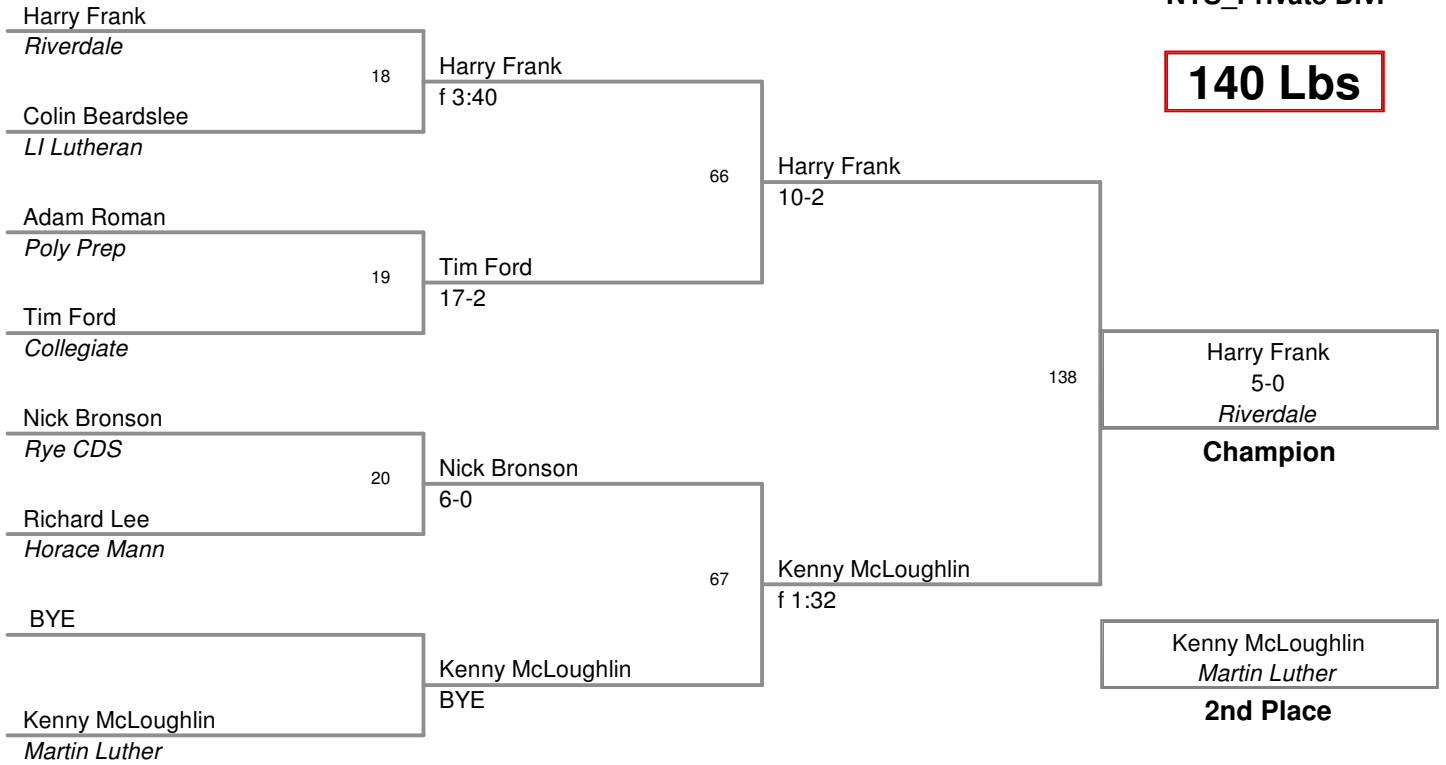 Harry Frank
Riverdale
18
Colin Beardslee
LI Lutheran
Adam Roman
Poly Prep
19
Tim Ford
Collegiate
Nick Bronson
Rye CDS
20
Richard Lee
Horace Mann
BYE
Kenny McLoughlin
Martin Luther
Harry Frank
f 3:40
66
Tim Ford
17-2
Nick Bronson
6-0
67
Kenny McLoughlin
BYE
Harry Frank
10-2
138
Kenny McLoughlin
f 1:32
140 Lbs
Harry Frank
5-0
Riverdale
Champion
Kenny McLoughlin
Martin Luther
2nd Place